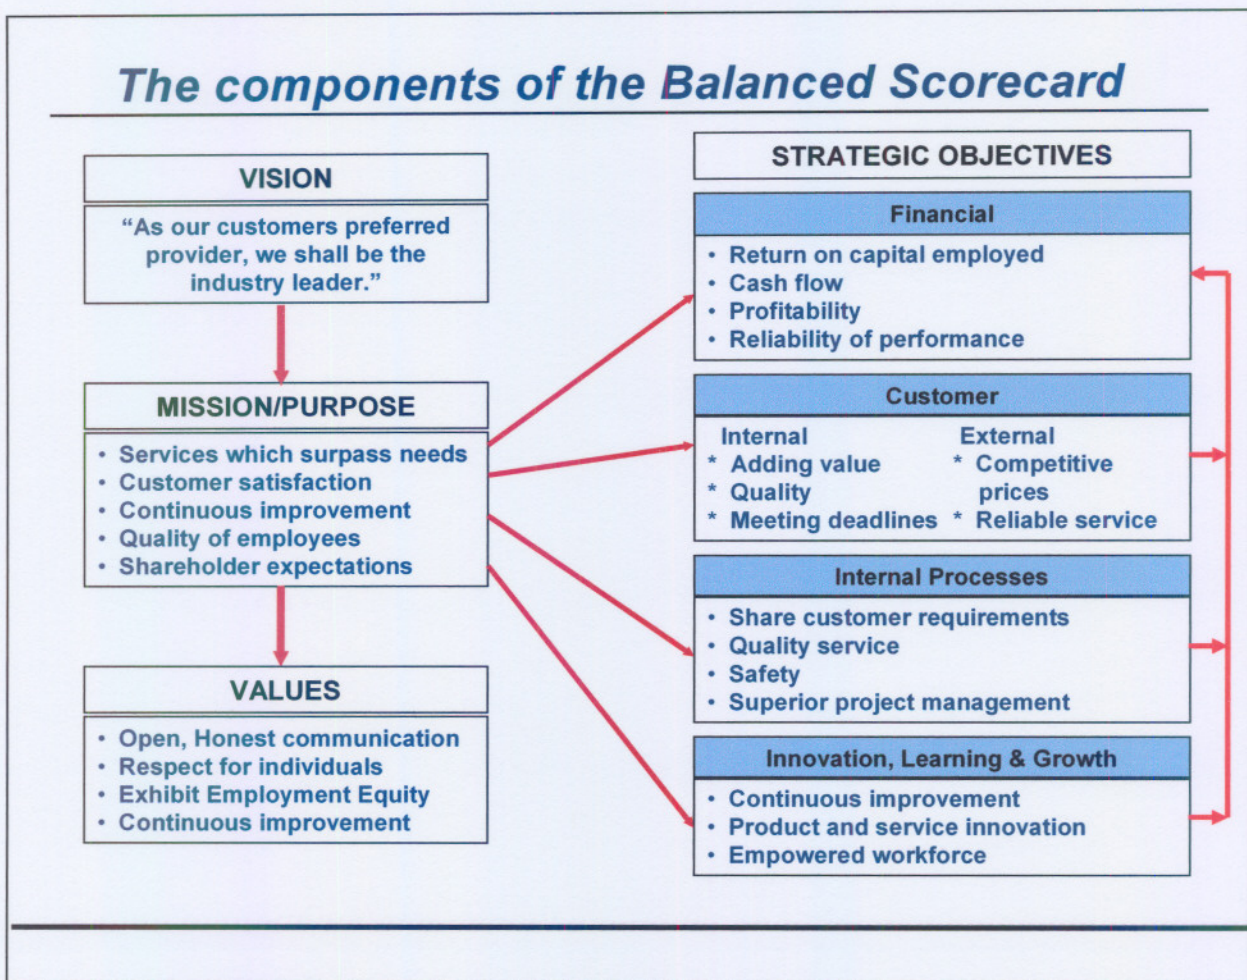 The components of the Balanced Scorecard
VISION
“As our customers preferred
provider, we shall be the
industry leader.”
MISSION/PURPOSE
• Services which surpass needs
• Customer satisfaction
• Continuous improvement
• Quality of employees
• Shareholder expectations
VALUES
• Open, Honest communication
• Respect for individuals
• Exhibit Employment Equity
• Continuous improvement
STRATEGIC OBJECTIVES
Financial
• Return on capital employed
• Cash flow
• Profitability
• Reliability of performance
Customer
Internal
* Adding value
* Quality
* Meeting deadlines
External
* Competitive
prices
* Reliable service
Internal Processes
• Share customer requirements
• Quality service
• Safety
• Superior project management
Innovation, Learning & Growth
• Continuous improvement
• Product and service innovation
• Empowered workforce